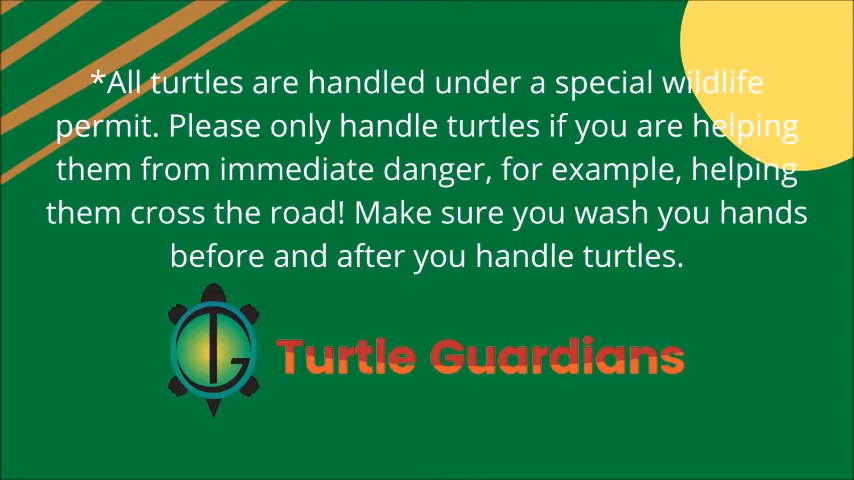 *All turtles are handled under a special wildlife
permit. Please only handle turtles if you are helping
them from immediate danger, for example, helping
them cross the road! Make sure you wash you hands
before and after you handle turtles.
TG
Turtle Guardians